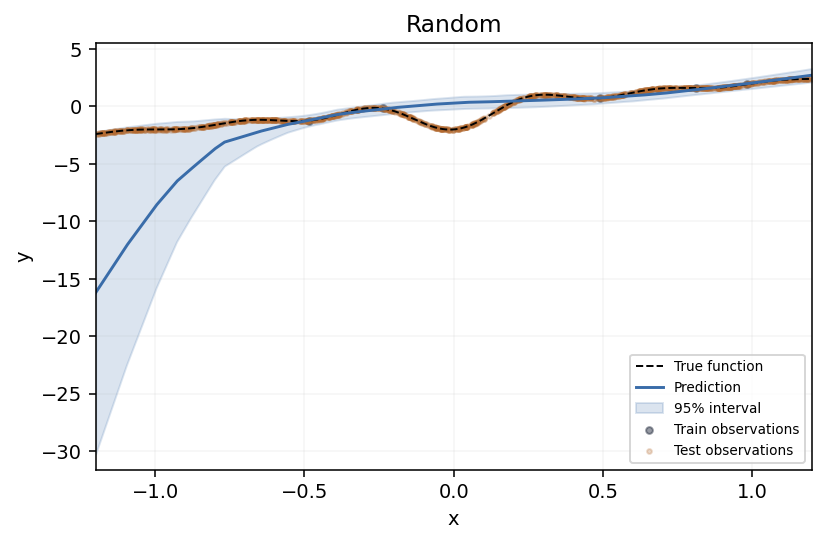 Random
5
0
−5
−10
−15
−20
−25
−30
y
True function
Prediction
95% interval
Train observations
Test observations
−1.0
−0.5
0.0
0.5
1.0
x